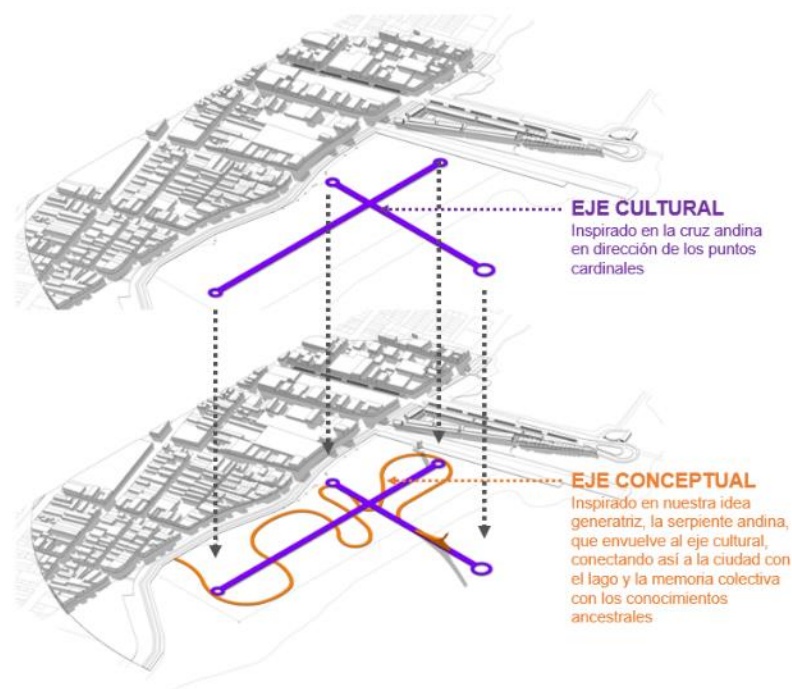 EJE CULTURAL
Inspirado en la cruz andina
en dirección de los puntos
cardinales
EJE CONCEPTUAL
Inspirado en nuestra idea
generatriz, la serpiente andina,
que envuelve al eje cultural,
conectando así a la ciudad con
el lago y la memoria colectiva
con los conocimientos
ancestrales